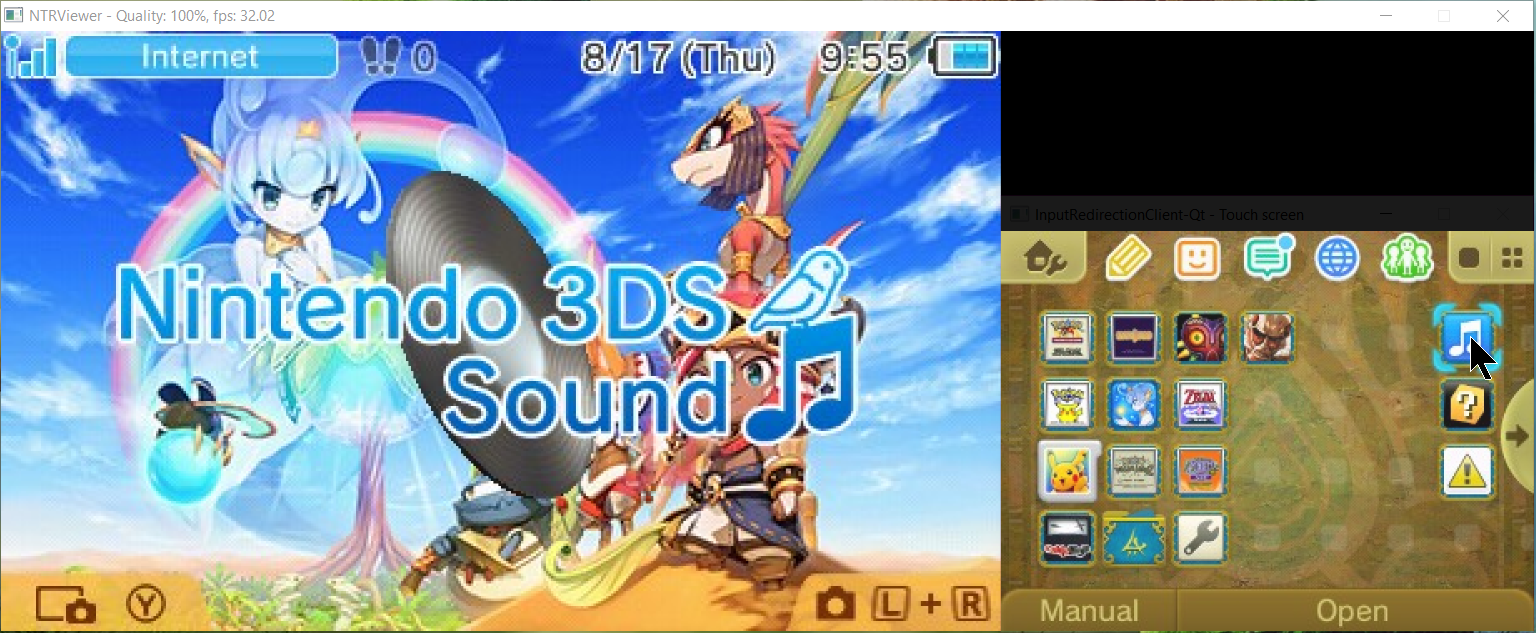 NTRViewer - Quality: 100%, fps: 32.02
Internet
0
8/17 (Thu)
9:55
Nintendo 3DS
Sound
Y
L + R
InputRedirectionClient-Qt - Touch screen
?
!
Manual
Open